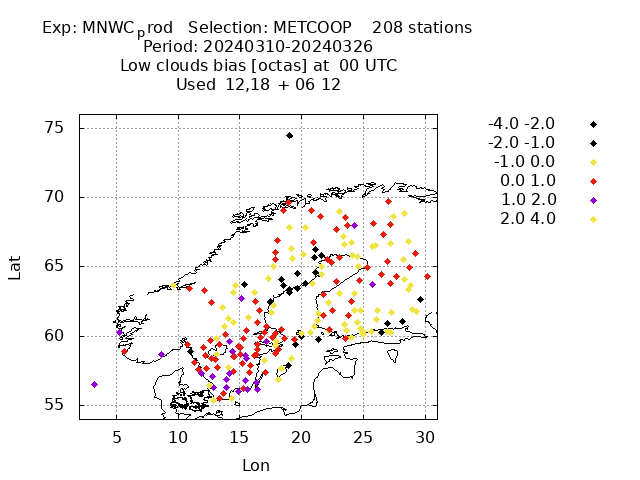 Exp: MNWCprod   Selection: METCOOP    208 stations
Period: 20240310-20240326
Low clouds bias [octas] at  00 UTC
Used  12,18 + 06 12
75
70
65
60
55
5 10 15 20 25 30
Lat
Lon
-4.0 -2.0
-2.0 -1.0
-1.0 0.0
0.0 1.0
1.0 2.0
2.0 4.0